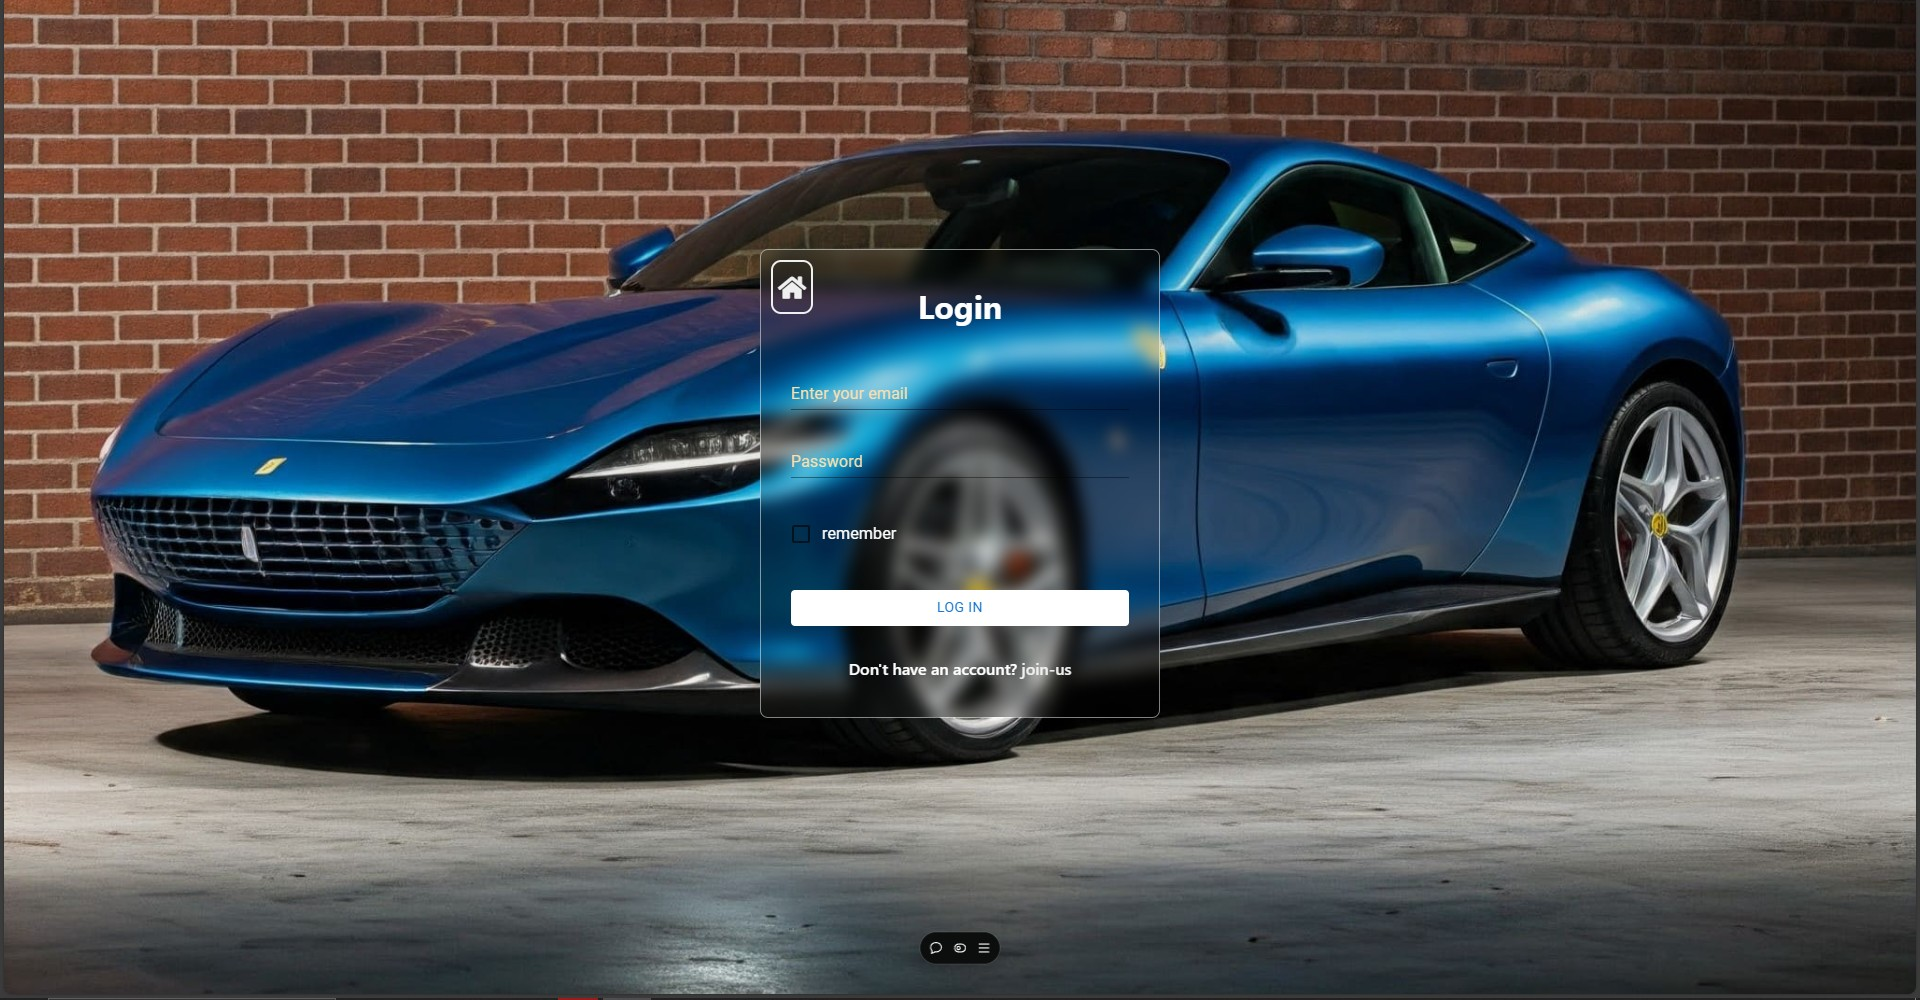 Login
Enter your email
Password
remember
LOG IN
Don't have an account? join-us